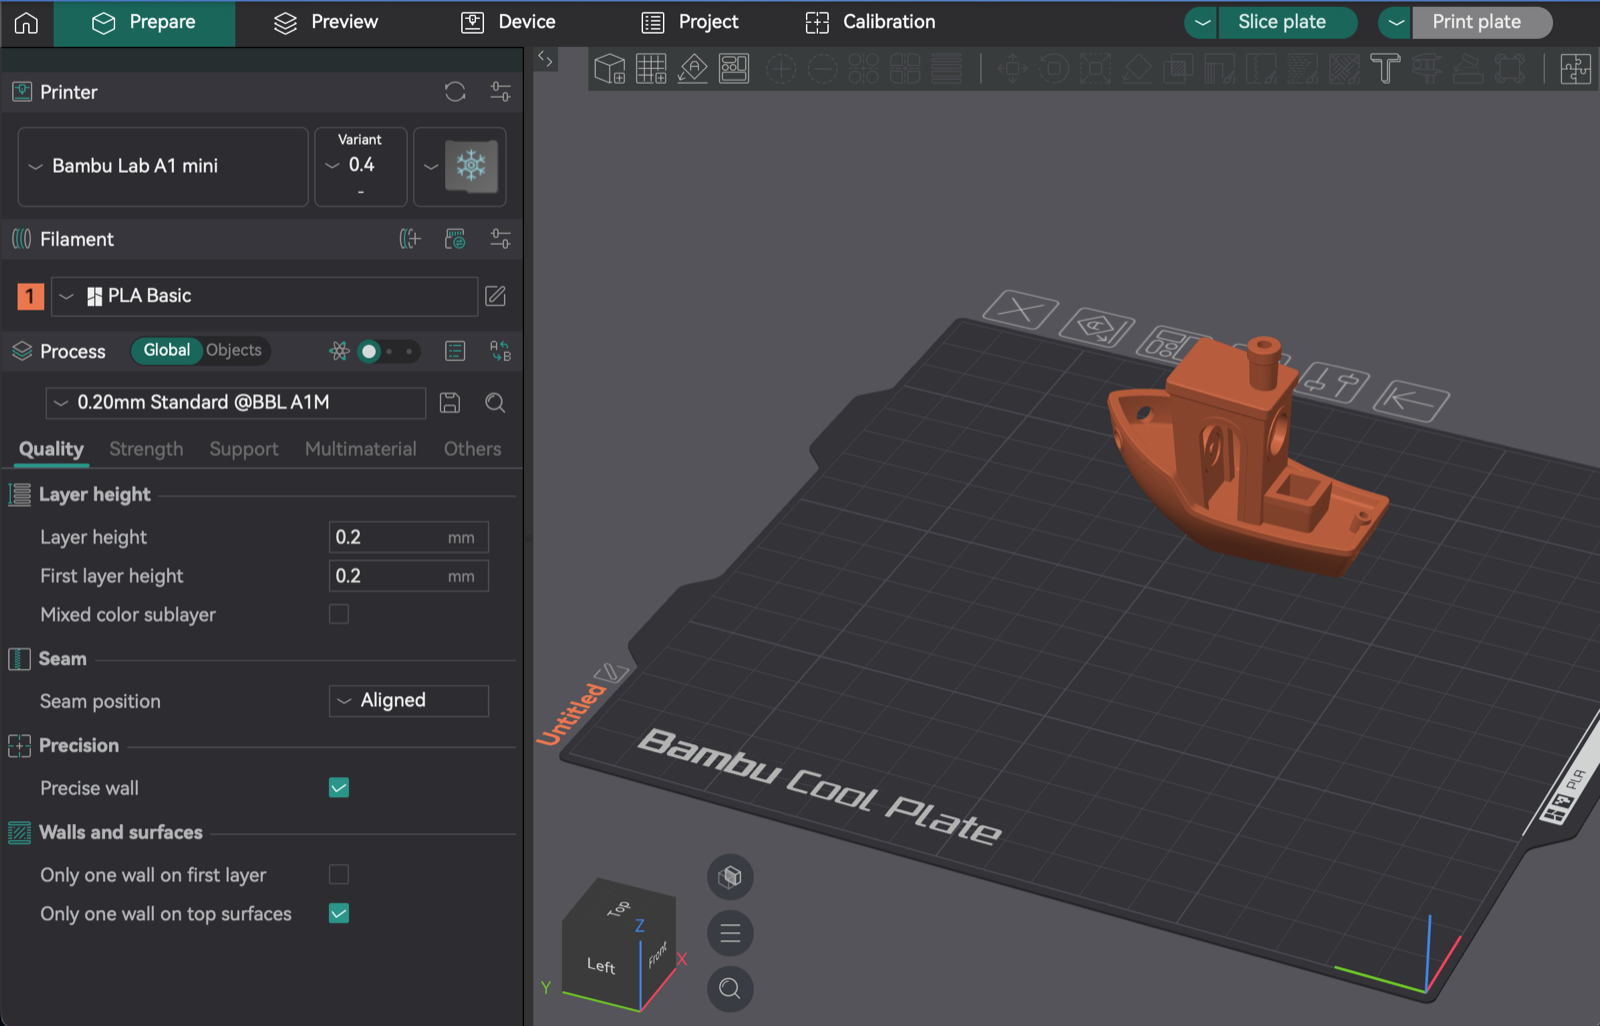 Prepare
Preview
Device
Project
Calibration
Slice plate
Print plate
Printer
Bambu Lab A1 mini
Variant
0.4
-
Filament
1
PLA Basic
Process
Global
Objects
A
B
0.20mm Standard @BBL A1M
Quality
Strength
Support
Multimaterial
Others
Layer height
Layer height
0.2
mm
First layer height
0.2
mm
Mixed color sublayer
Seam
Seam position
Aligned
Precision
Precise wall
Walls and surfaces
Only one wall on first layer
Only one wall on top surfaces
Untitled
Bambu Cool Plate
PLA
Top
Left
Front
Z
X
Y